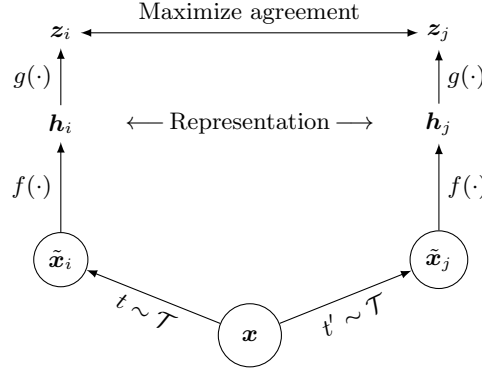 Maximize agreement
z_i z_j
g(·) g(·)
h_i ← Representation → h_j
f(·) f(·)
x̃_i x̃_j
t ∼ 𝒯 t′ ∼ 𝒯
x